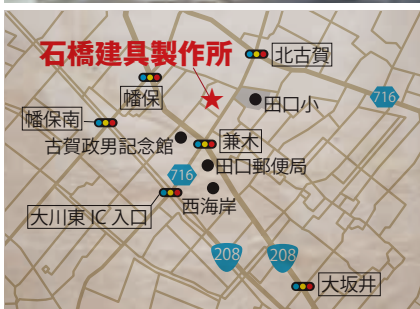 石橋建具製作所
北古賀
幡保
田口小
716
幡保南
古賀政男記念館
兼木
716
田口郵便局
大川東IC入口
西海岸
208
208
大坂井